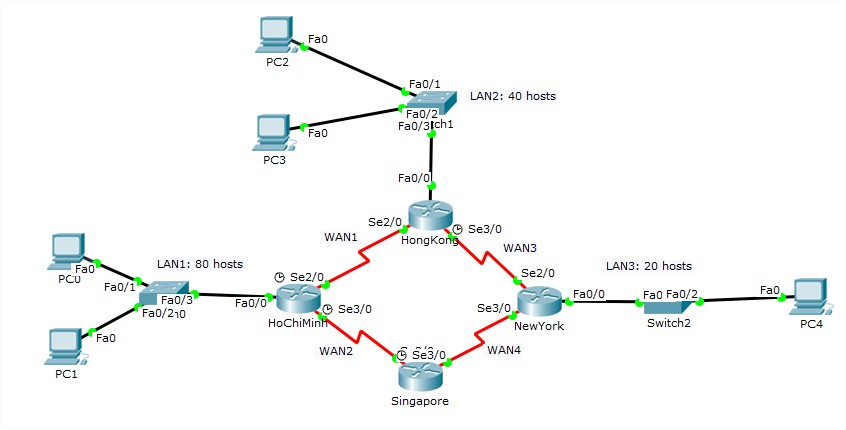 Fa0
PC2
Fa0/1
LAN2: 40 hosts
Fa0/2
ch1
Fa0/3
Fa0
PC3
Fa0/0
Se2/0
Se3/0
HongKong
WAN1
WAN3
LAN1: 80 hosts
Fa0
PC0
Fa0/1
Fa0/3
Fa0/2
0
Fa0
PC1
Fa0/0
Se2/0
Se3/0
HoChiMinh
WAN2
Se3/0
Singapore
WAN4
LAN3: 20 hosts
Se2/0
Se3/0
Fa0/0
NewYork
Fa0
Fa0/2
Switch2
Fa0
PC4